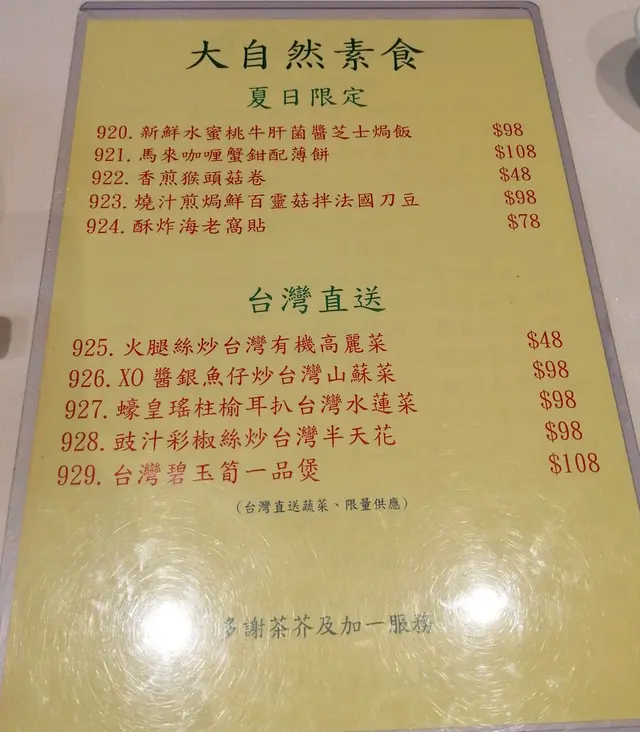 大自然素食
夏日限定
920. 新鮮水蜜桃牛肝菌醬芝士焗飯 $98
921. 馬來咖喱蟹鉗配薄餅 $108
922. 香煎猴頭菇卷 $48
923. 燒汁煎焗鮮百靈菇拌法國刀豆 $98
924. 酥炸海老窩貼 $78
台灣直送
925. 火腿絲炒台灣有機高麗菜 $48
926. XO 醬銀魚仔炒台灣山蘇菜 $98
927. 蠔皇瑤柱榆耳扒台灣水蓮菜 $98
928. 豉汁彩椒絲炒台灣半天花 $98
929. 台灣碧玉筍一品煲 $108
(台灣直送蔬菜、限量供應)
多謝茶芥及加一服務